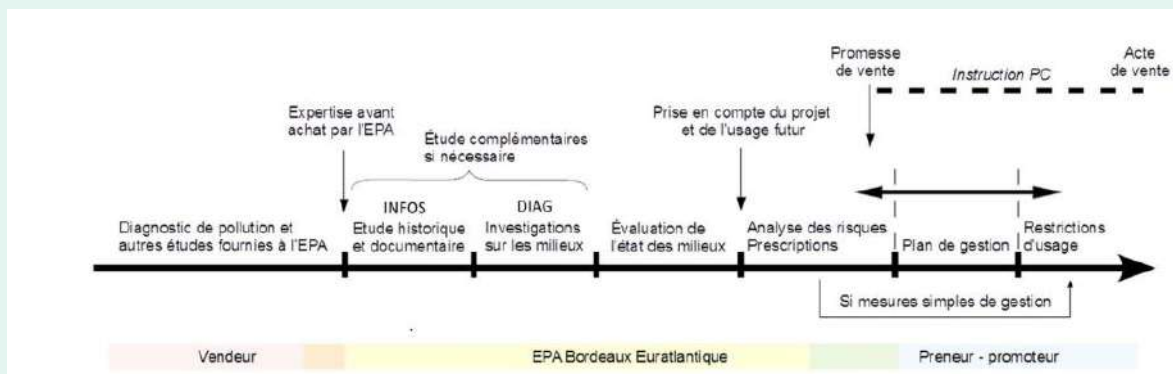 Promesse
de vente
Instruction PC
Acte
de vente
Expertise avant
achat par l'EPA
Prise en compte du projet
et de l'usage futur
Étude complémentaires
si nécessaire
INFOS
DIAG
Diagnostic de pollution et
autres études fournies à l'EPA
Etude historique
et documentaire
Investigations
sur les milieux
Évaluation de
l'état des milieux
Analyse des risques
Prescriptions
Plan de gestion
Restrictions
d'usage
Si mesures simples de gestion
Vendeur
EPA Bordeaux Euratlantique
Preneur - promoteur